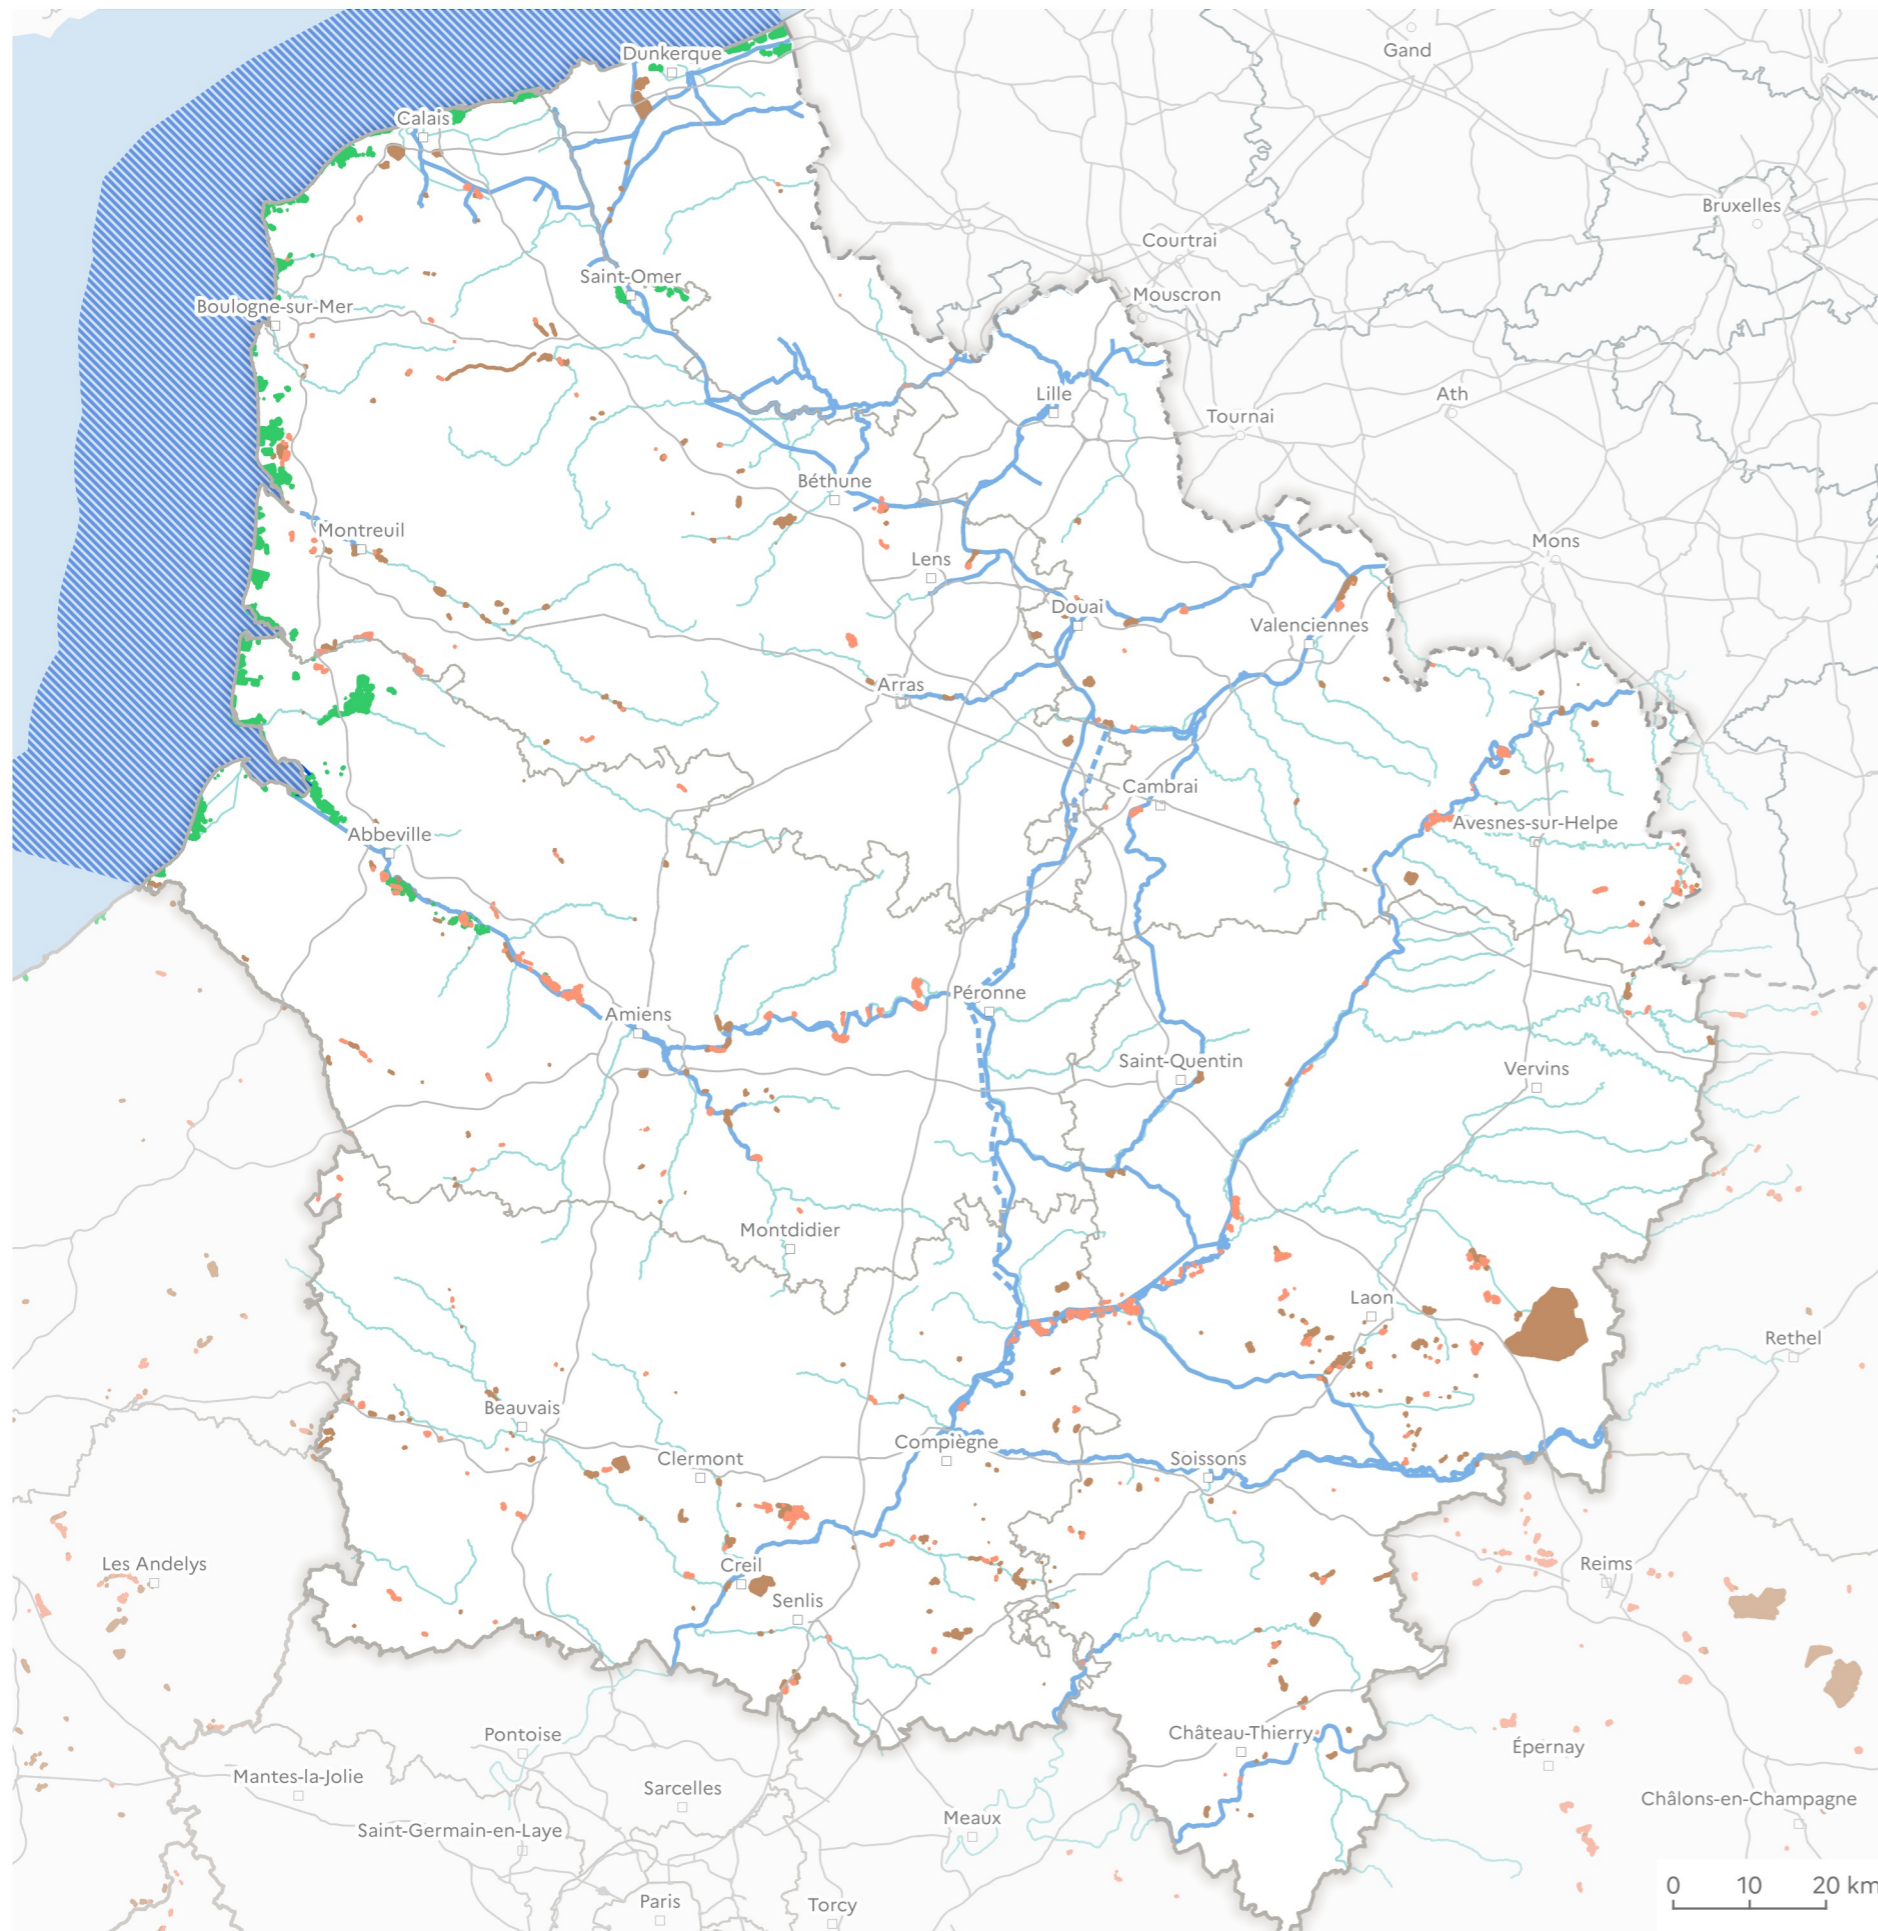 Gand
Dunkerque
Calais
Bruxelles
Courtrai
Saint-Omer
Mouscron
Boulogne-sur-Mer
Lille
Ath
Tournai
Béthune
Montreuil
Mons
Lens
Douai
Valenciennes
Arras
Cambrai
Avesnes-sur-Helpe
Abbeville
Péronne
Amiens
Saint-Quentin
Vervins
Montdidier
Laon
Rethel
Beauvais
Compiègne
Clermont
Soissons
Les Andelys
Creil
Reims
Senlis
Pontoise
Château-Thierry
Épernay
Mantes-la-Jolie
Sarcelles
Châlons-en-Champagne
Meaux
Saint-Germain-en-Laye
Paris
Torcy
0 10 20 km